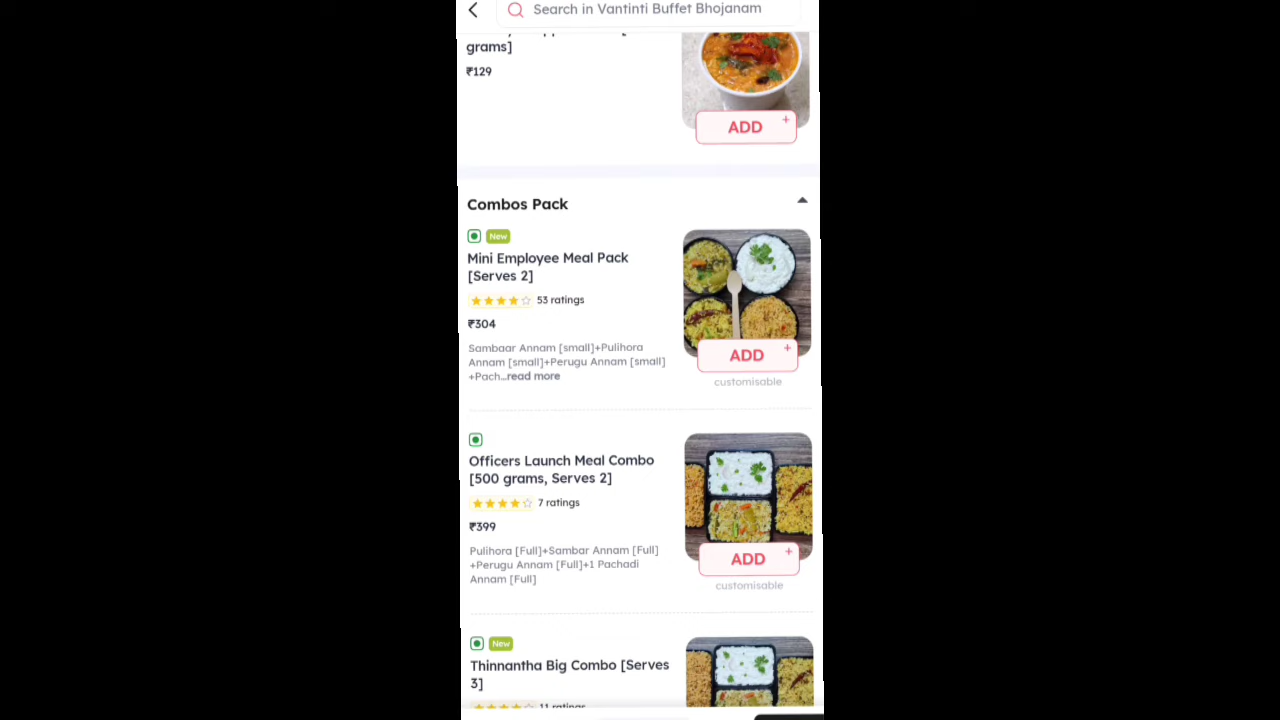 Search in Vantinti Buffet Bhojanam
grams]
₹129
ADD +
Combos Pack
New
Mini Employee Meal Pack
[Serves 2]
53 ratings
₹304
Sambaar Annam [small]+Pulihora
Annam [small]+Perugu Annam [small]
+Pach...read more
ADD +
customisable
Officers Launch Meal Combo
[500 grams, Serves 2]
7 ratings
₹399
Pulihora [Full]+Sambar Annam [Full]
+Perugu Annam [Full]+1 Pachadi
Annam [Full]
ADD +
customisable
New
Thinnantha Big Combo [Serves
3]
11 ratings